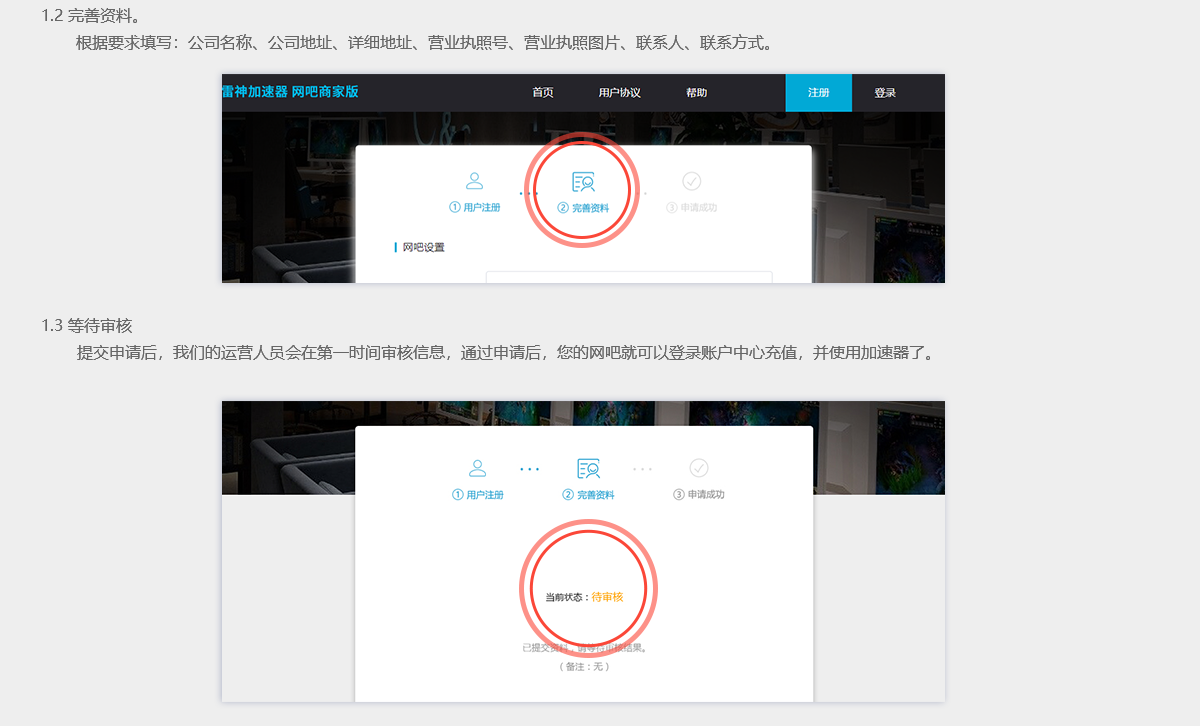 1.2 完善资料。
根据要求填写：公司名称、公司地址、详细地址、营业执照号、营业执照图片、联系人、联系方式。
雷神加速器 网吧商家版 首页 用户协议 帮助 注册 登录
① 用户注册 ② 完善资料 ③ 申请成功
网吧设置
1.3 等待审核
提交申请后，我们的运营人员会在第一时间审核信息，通过申请后，您的网吧就可以登录账户中心充值，并使用加速器了。
① 用户注册 ② 完善资料 ③ 申请成功
当前状态：待审核
已提交资料，请等待审核结果。
（备注：无）